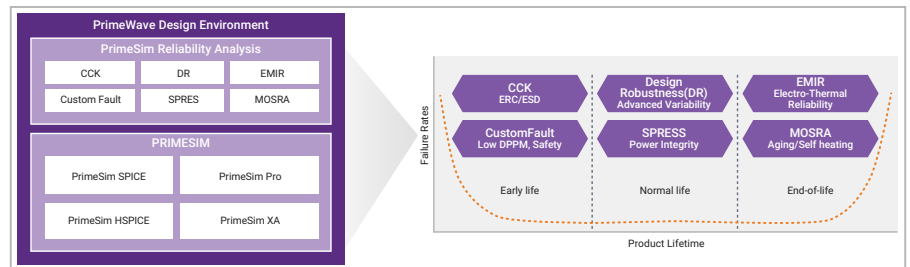 PrimeWave Design Environment
PrimeSim Reliability Analysis
CCK
DR
EMIR
Custom Fault
SPRES
MOSRA
PRIMESIM
PrimeSim SPICE
PrimeSim Pro
PrimeSim HSPICE
PrimeSim XA
Failure Rates
CCK
ERC/ESD
Design
Robustness(DR)
Advanced Variability
EMIR
Electro-Thermal
Reliability
CustomFault
Low DPPM, Safety
SPRESS
Power Integrity
MOSRA
Aging/Self heating
Early life
Normal life
End-of-life
Product Lifetime